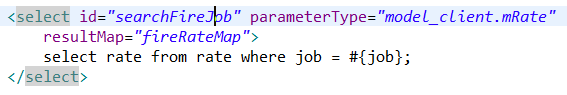 <select id="searchFireJob" parameterType="model_client.mRate"
resultMap="fireRateMap">
select rate from rate where job = #{job};
</select>